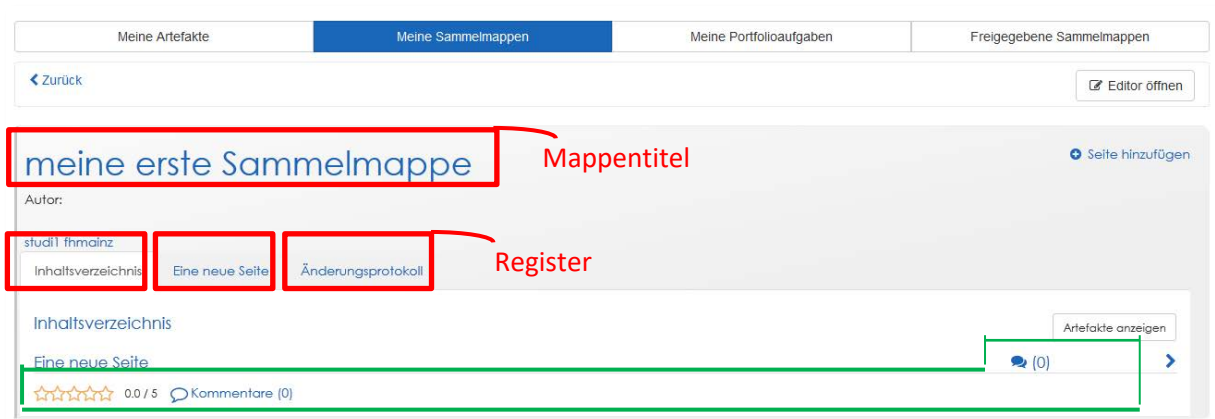 Meine Artefakte Meine Sammelmappen Meine Portfolioaufgaben Freigegebene Sammelmappen
Zurück Editor öffnen
meine erste Sammelmappe Mappentitel Seite hinzufügen
Autor:
studi1 fhmainz
Inhaltsverzeichnis Eine neue Seite Änderungsprotokoll Register
Inhaltsverzeichnis Artefakte anzeigen
Eine neue Seite (0)
0.0 / 5 Kommentare (0)